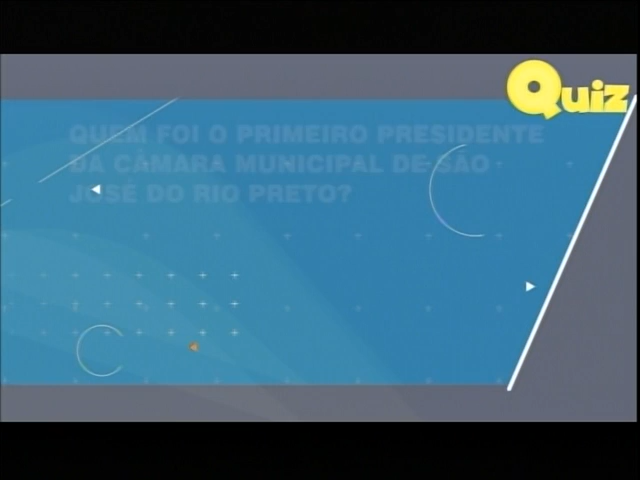 Quiz
QUEM FOI O PRIMEIRO PRESIDENTE
DA CÂMARA MUNICIPAL DE SÃO
JOSÉ DO RIO PRETO?